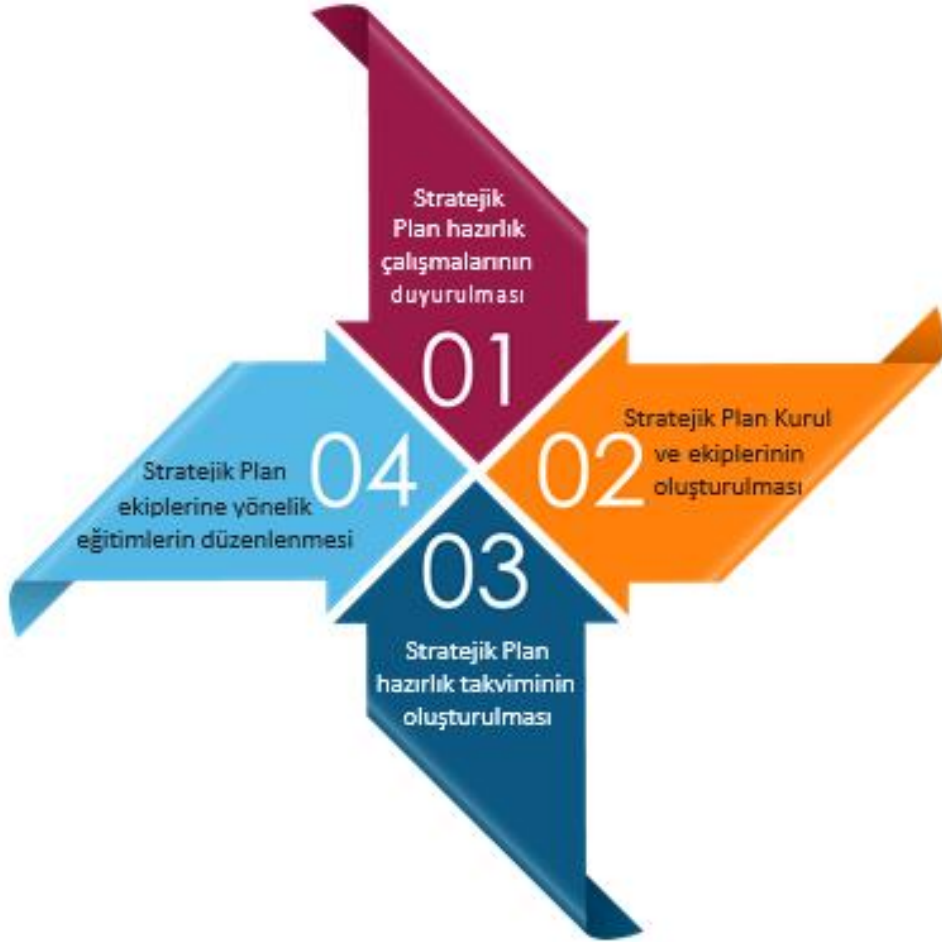 Stratejik
Plan hazırlık
çalışmalarının
duyurulması
01
02
Stratejik Plan Kurul
ve ekiplerinin
oluşturulması
03
Stratejik Plan
hazırlık takviminin
oluşturulması
04
Stratejik Plan
ekiplerine yönelik
eğitimlerin düzenlenmesi